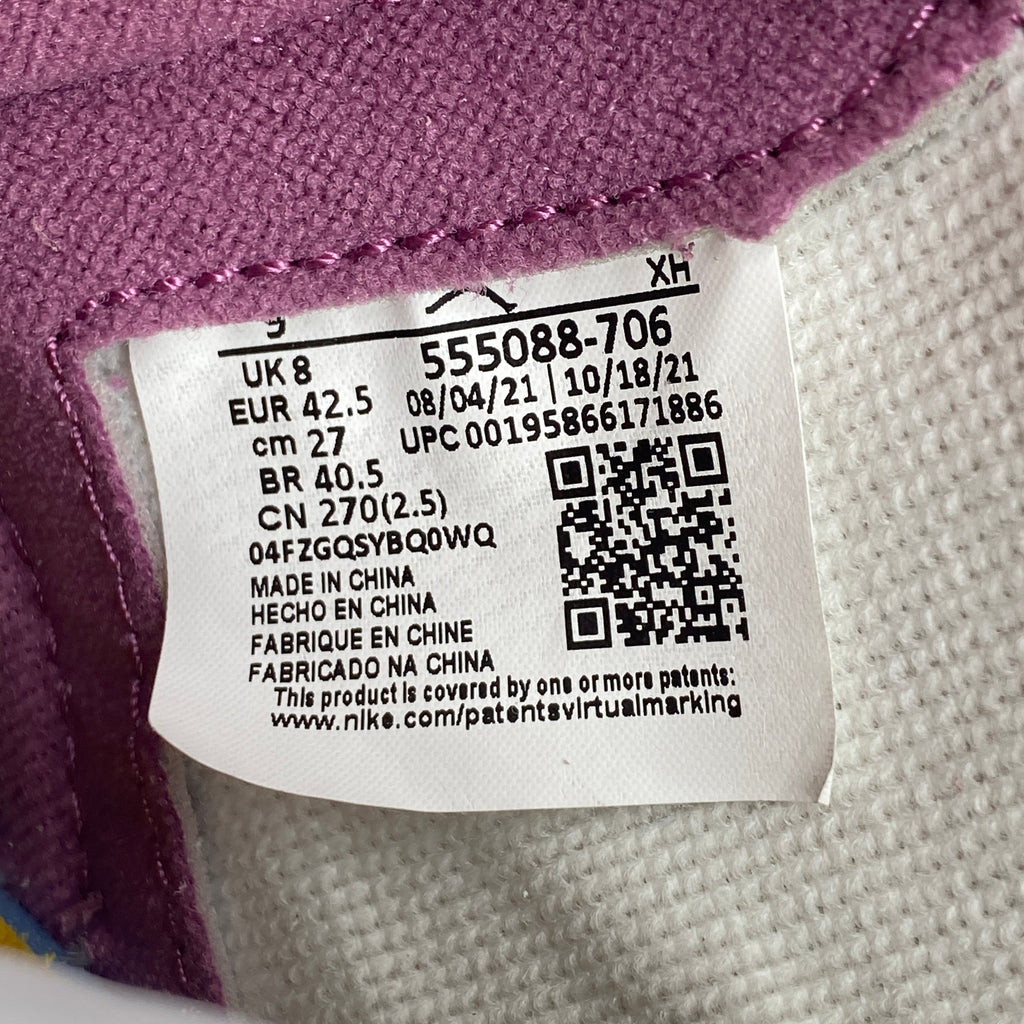 XH
UK 8
555088-706
EUR 42.5
08/04/21 | 10/18/21
cm 27
UPC 00195866171886
BR 40.5
CN 270(2.5)
04FZGQSYBQ0WQ
MADE IN CHINA
HECHO EN CHINA
FABRIQUE EN CHINE
FABRICADO NA CHINA
This product is covered by one or more patents:
www.nike.com/patentsvirtualmarking